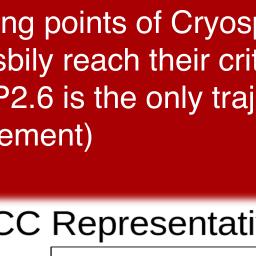 ng points of Cryosp
sbily reach their crit
P2.6 is the only traj
ement)
CC Representati